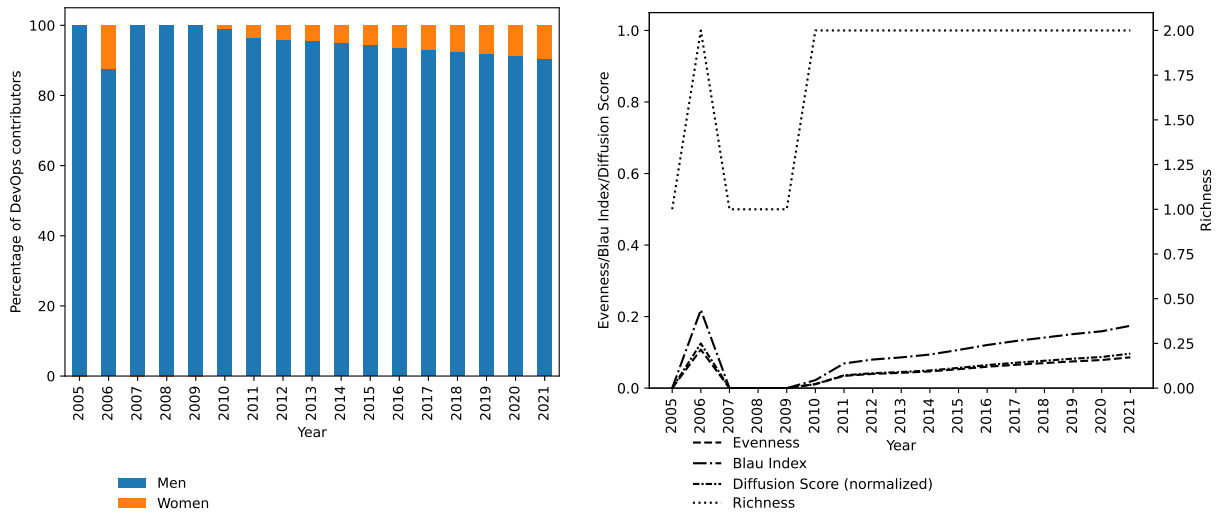 Percentage of DevOps contributors
100
80
60
40
20
0
2005 2006 2007 2008 2009 2010 2011 2012 2013 2014 2015 2016 2017 2018 2019 2020 2021
Year
Men
Women
Evenness/Blau Index/Diffusion Score
1.0
0.8
0.6
0.4
0.2
0.0
2.00
1.75
1.50
1.25
1.00
0.75
0.50
0.25
0.00
Richness
2005 2006 2007 2008 2009 2010 2011 2012 2013 2014 2015 2016 2017 2018 2019 2020 2021
Year
Evenness
Blau Index
Diffusion Score (normalized)
Richness